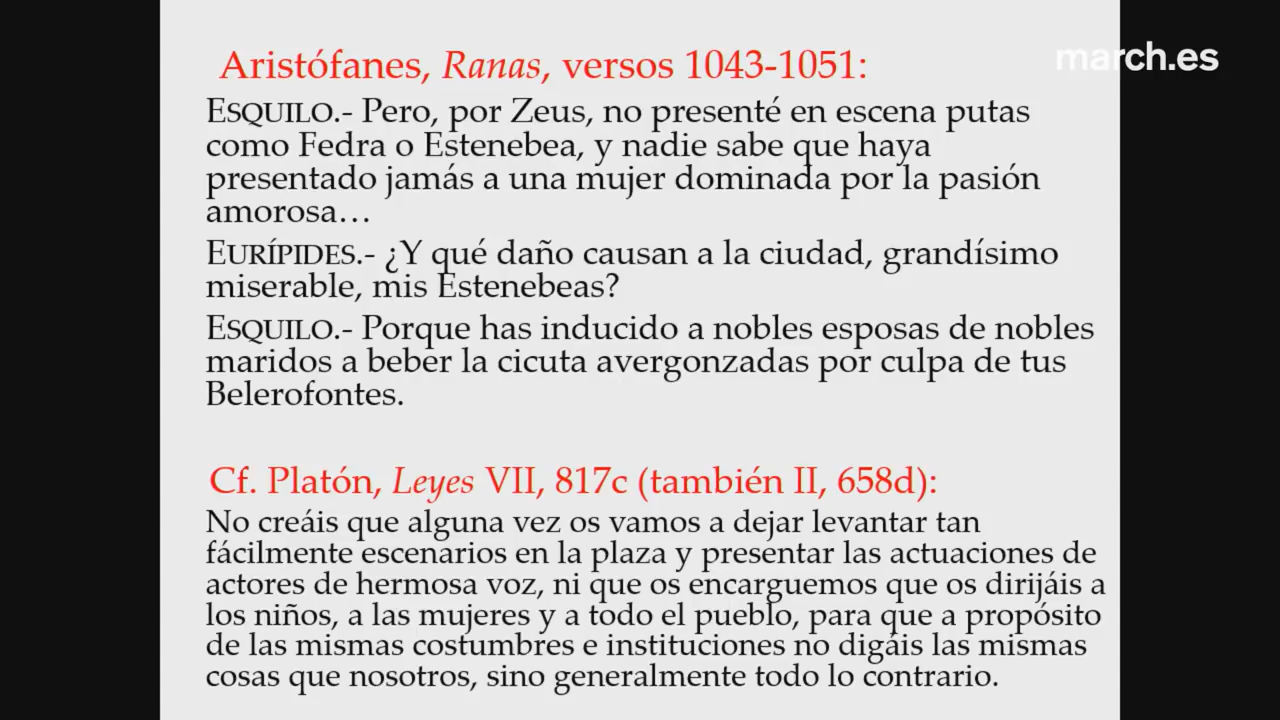 march.es
Aristófanes, Ranas, versos 1043-1051:
ESQUILO.- Pero, por Zeus, no presenté en escena putas
como Fedra o Estenebea, y nadie sabe que haya
presentado jamás a una mujer dominada por la pasión
amorosa…
EURÍPIDES.- ¿Y qué daño causan a la ciudad, grandísimo
miserable, mis Estenebeas?
ESQUILO.- Porque has inducido a nobles esposas de nobles
maridos a beber la cicuta avergonzadas por culpa de tus
Belerofontes.
Cf. Platón, Leyes VII, 817c (también II, 658d):
No creáis que alguna vez os vamos a dejar levantar tan
fácilmente escenarios en la plaza y presentar las actuaciones de
actores de hermosa voz, ni que os encarguemos que os dirijáis a
los niños, a las mujeres y a todo el pueblo, para que a propósito
de las mismas costumbres e instituciones no digáis las mismas
cosas que nosotros, sino generalmente todo lo contrario.